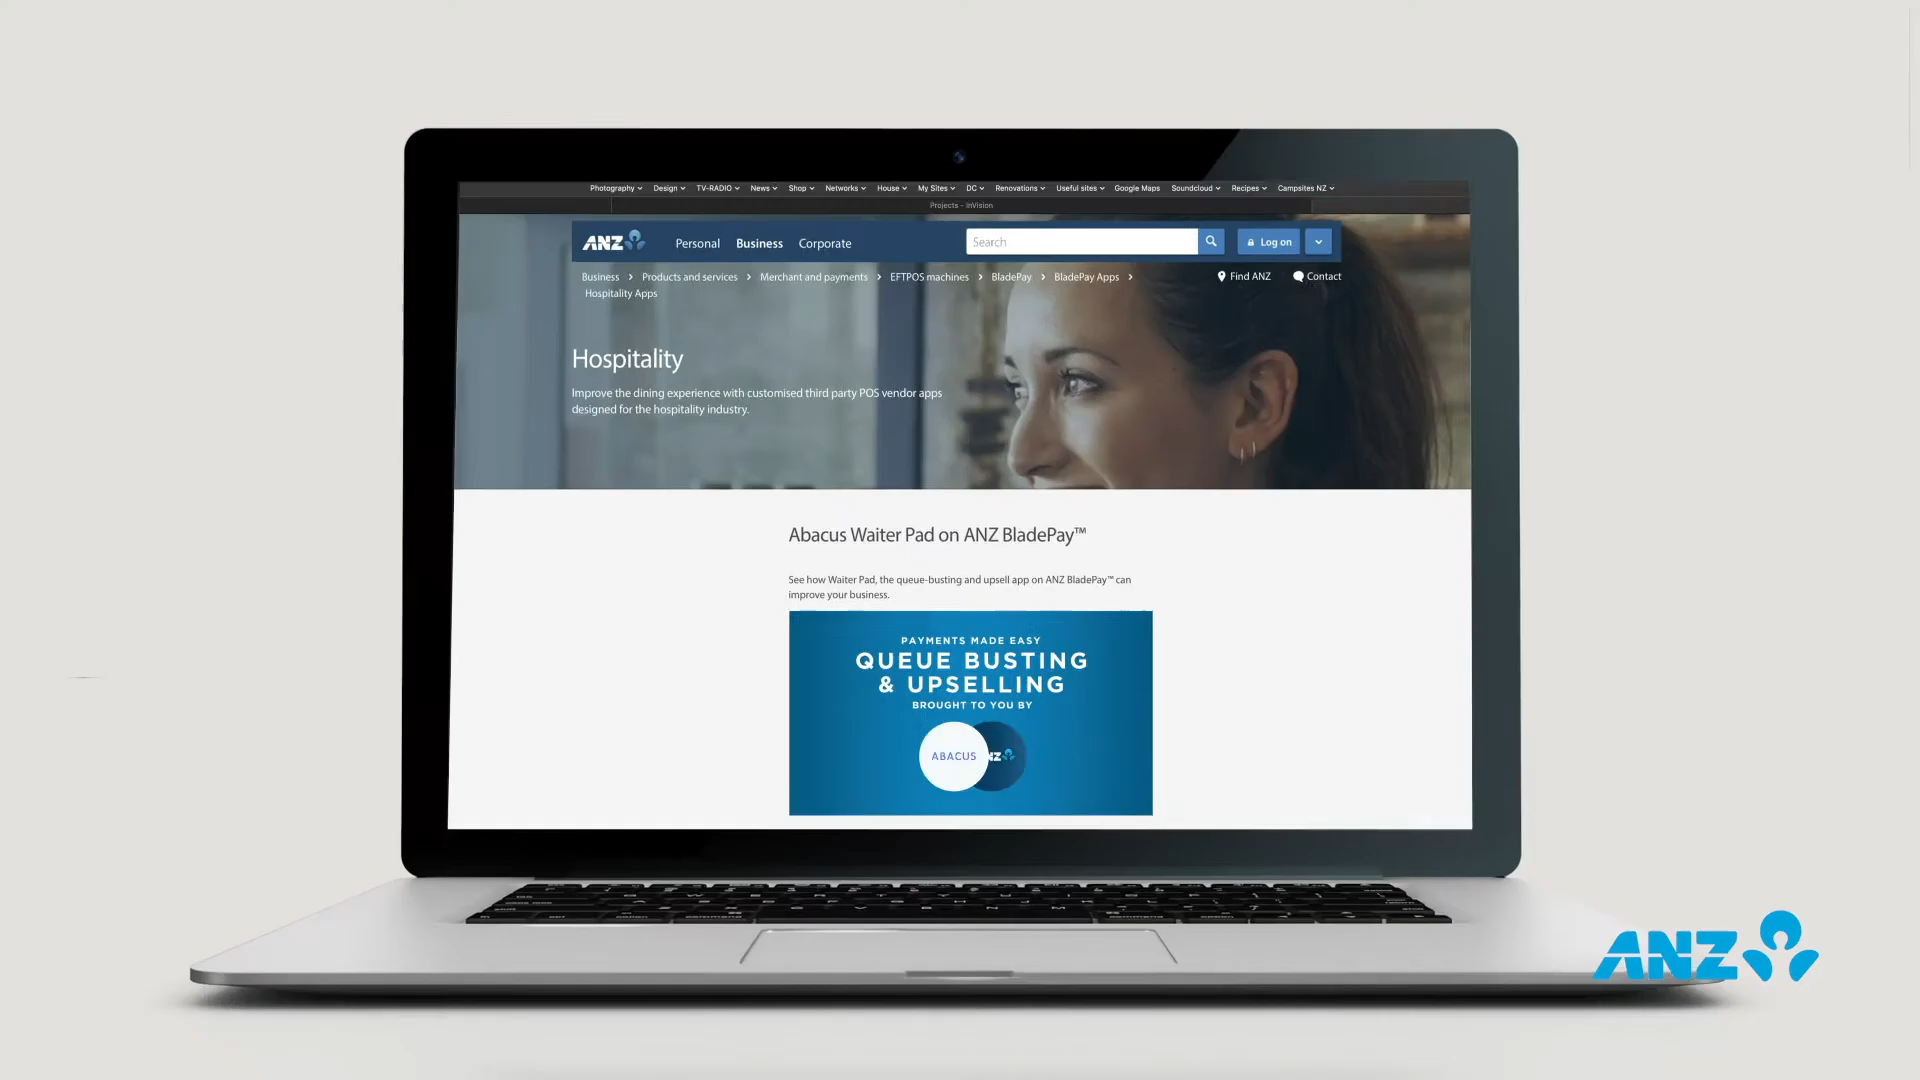 Photography Design TV-RADIO News Shop Networks House My Sites DC Renovations Useful sites Google Maps Soundcloud Recipes Campsites NZ
Projects - InVision
ANZ Personal Business Corporate Search Log on
Business > Products and services > Merchant and payments > EFTPOS machines > BladePay > BladePay Apps >
Hospitality Apps
Find ANZ Contact
Hospitality
Improve the dining experience with customised third party POS vendor apps
designed for the hospitality industry.
Abacus Waiter Pad on ANZ BladePay™
See how Waiter Pad, the queue-busting and upsell app on ANZ BladePay™ can
improve your business.
PAYMENTS MADE EASY
QUEUE BUSTING
& UPSELLING
BROUGHT TO YOU BY
ABACUS
ANZ